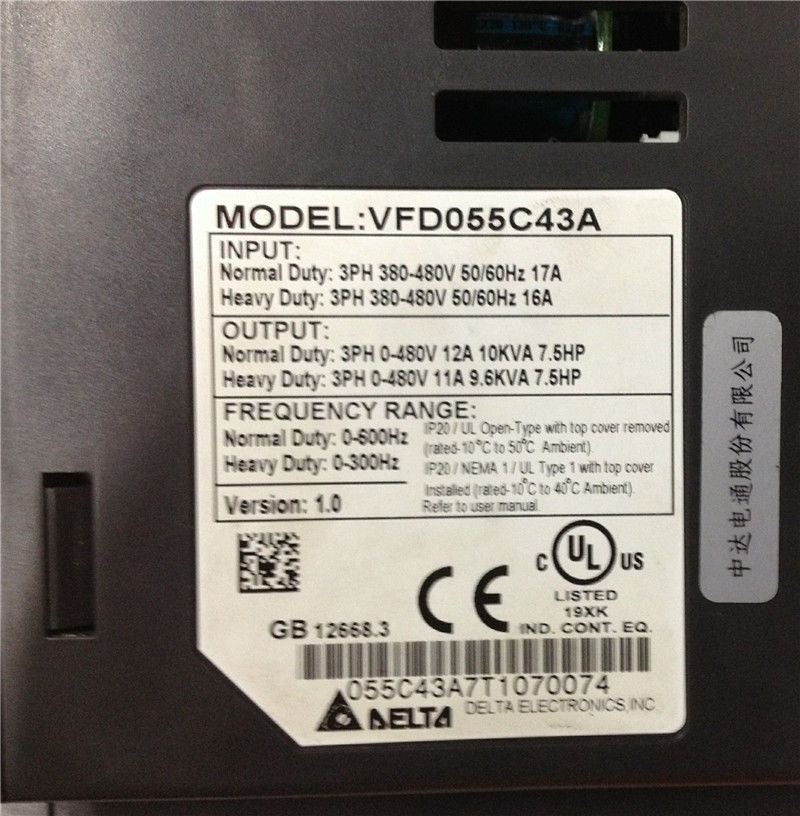 MODEL:VFD055C43A
INPUT:
Normal Duty: 3PH 380-480V 50/60Hz 17A
Heavy Duty: 3PH 380-480V 50/60Hz 16A
OUTPUT:
Normal Duty: 3PH 0-480V 12A 10KVA 7.5HP
Heavy Duty: 3PH 0-480V 11A 9.6KVA 7.5HP
FREQUENCY RANGE:
Normal Duty: 0-600Hz
Heavy Duty: 0-300Hz
IP20 / UL Open-Type with top cover removed
(rated-10°C to 50°C Ambient).
IP20 / NEMA 1 / UL Type 1 with top cover
Installed (rated-10°C to 40°C Ambient).
Refer to user manual.
Version: 1.0
C UL US
LISTED
19XK
IND. CONT. EQ.
CE
GB 12668.3
055C43A7T1070074
DELTA DELTA ELECTRONICS, INC.
中达电通股份有限公司